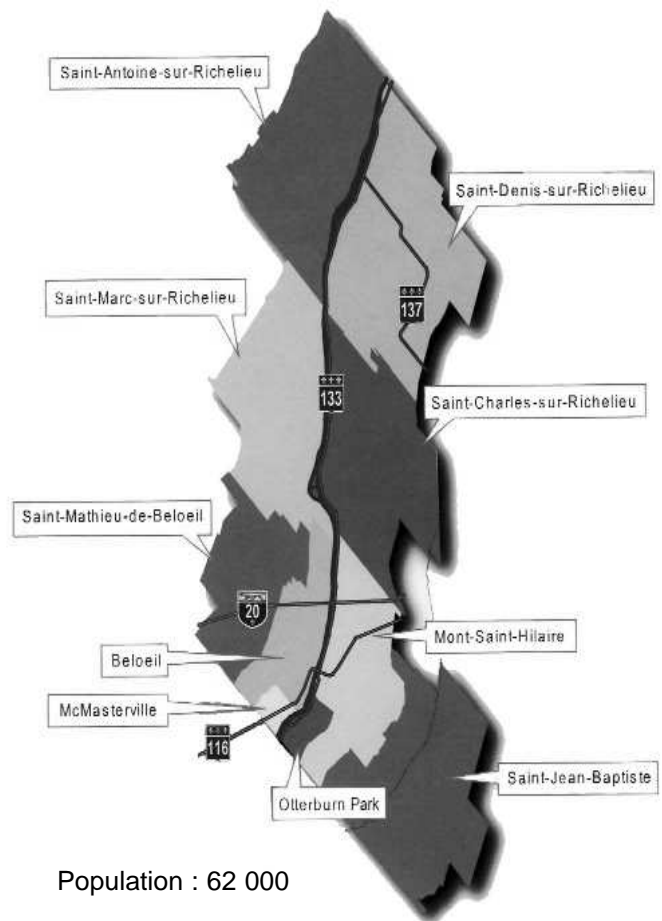 Saint-Antoine-sur-Richelieu
Saint-Denis-sur-Richelieu
Saint-Marc-sur-Richelieu
137
133
Saint-Charles-sur-Richelieu
Saint-Mathieu-de-Beloeil
20
Mont-Saint-Hilaire
Beloeil
McMasterville
116
Saint-Jean-Baptiste
Otterburn Park
Population : 62 000